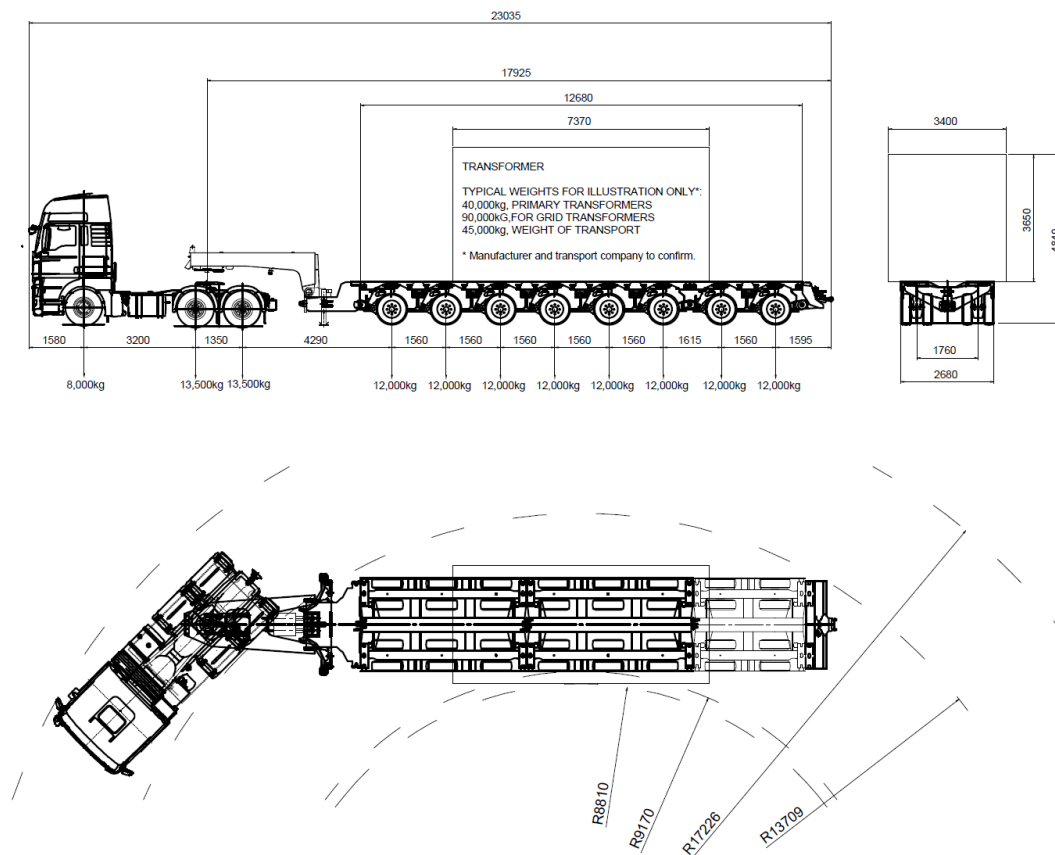 23035
17925
12680
7370
3400
TRANSFORMER
TYPICAL WEIGHTS FOR ILLUSTRATION ONLY*:
40,000kg, PRIMARY TRANSFORMERS
90,000kG,FOR GRID TRANSFORMERS
45,000kg, WEIGHT OF TRANSPORT
* Manufacturer and transport company to confirm.
3650
1580 3200 1350 4290 1560 1560 1560 1560 1560 1615 1560 1595
1760
2680
8,000kg 13,500kg 13,500kg 12,000kg 12,000kg 12,000kg 12,000kg 12,000kg 12,000kg 12,000kg 12,000kg
R8810
R9170
R17226
R13709